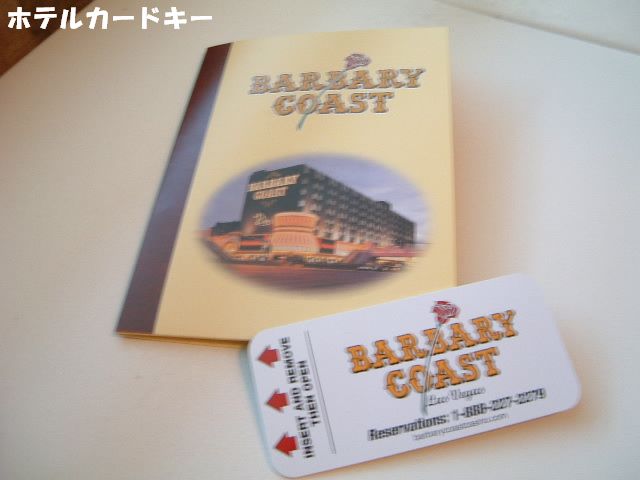 ホテルカードキー
BARBARY
COAST
BARBARY
COAST
BARBARY
COAST
Las Vegas
Reservations: 1-888-227-2279
INSERT AND REMOVE
THEN OPEN